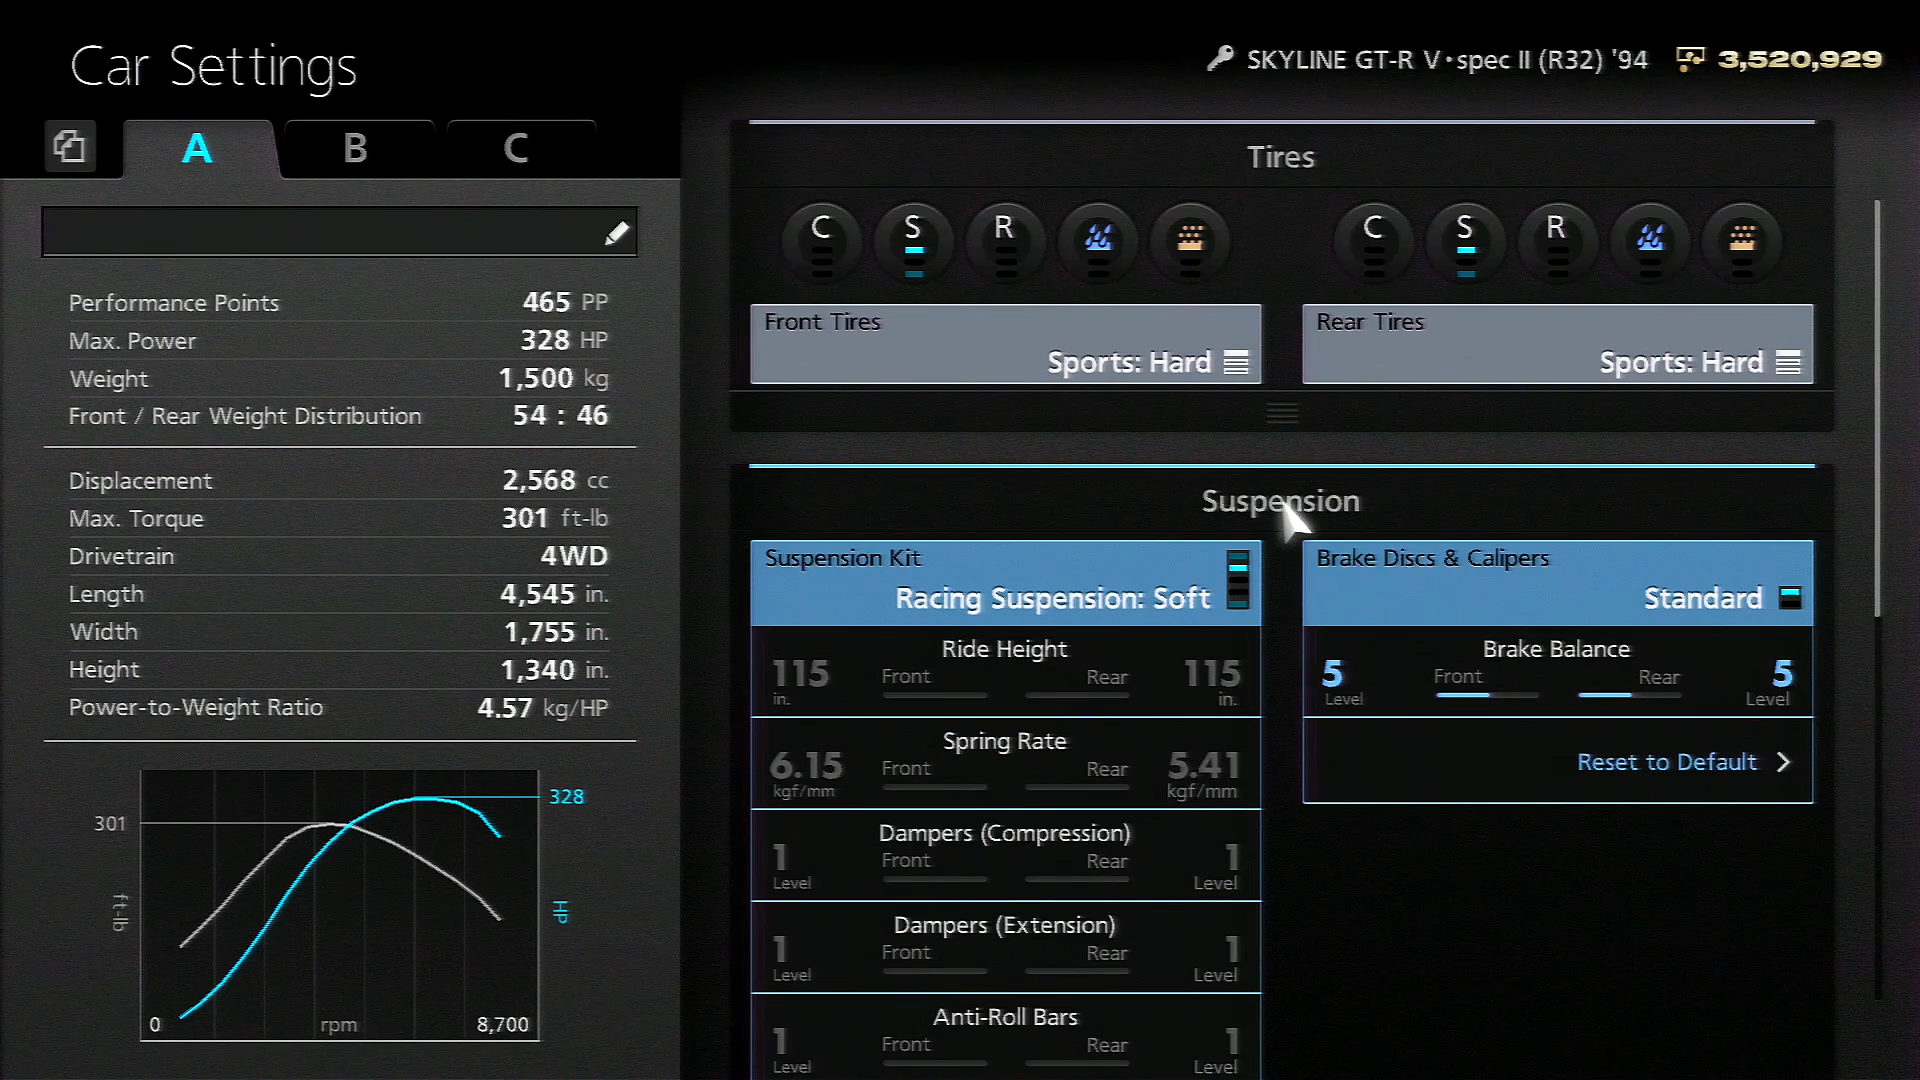 Car Settings
SKYLINE GT-R V・spec II (R32) '94
3,520,929
A B C
Performance Points 465 PP
Max. Power 328 HP
Weight 1,500 kg
Front / Rear Weight Distribution 54 : 46
Displacement 2,568 cc
Max. Torque 301 ft-lb
Drivetrain 4WD
Length 4,545 in.
Width 1,755 in.
Height 1,340 in.
Power-to-Weight Ratio 4.57 kg/HP
328
301
ft-lb
HP
0 rpm 8,700
Tires
C S R
C S R
Front Tires
Sports: Hard
Rear Tires
Sports: Hard
Suspension
Suspension Kit
Racing Suspension: Soft
Ride Height
115 in. Front Rear 115 in.
Spring Rate
6.15 kgf/mm Front Rear 5.41 kgf/mm
Dampers (Compression)
1 Level Front Rear 1 Level
Dampers (Extension)
1 Level Front Rear 1 Level
Anti-Roll Bars
1 Level Front Rear 1 Level
Brake Discs & Calipers
Standard
Brake Balance
5 Level Front Rear 5 Level
Reset to Default